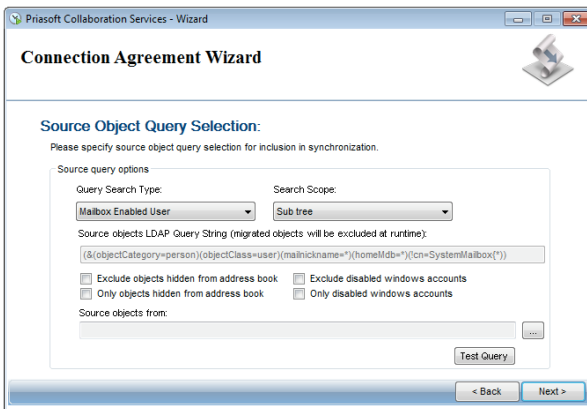 Priasoft Collaboration Services - Wizard
Connection Agreement Wizard
Source Object Query Selection:
Please specify source object query selection for inclusion in synchronization.
Source query options
Query Search Type: Search Scope:
Mailbox Enabled User Sub tree
Source objects LDAP Query String (migrated objects will be excluded at runtime):
(&(objectCategory=person)(objectClass=user)(mailnickname=*)(homeMdb=*)(!cn=SystemMailbox{*))
Exclude objects hidden from address book Exclude disabled windows accounts
Only objects hidden from address book Only disabled windows accounts
Source objects from:
...
Test Query
< Back Next >